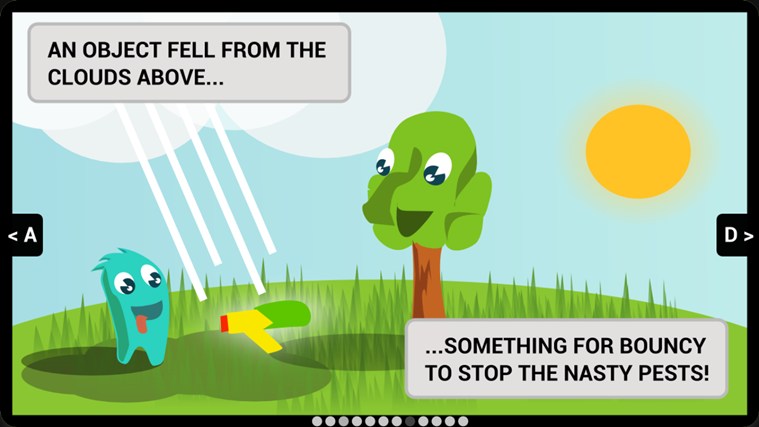 AN OBJECT FELL FROM THE
CLOUDS ABOVE...
< A
D >
...SOMETHING FOR BOUNCY
TO STOP THE NASTY PESTS!